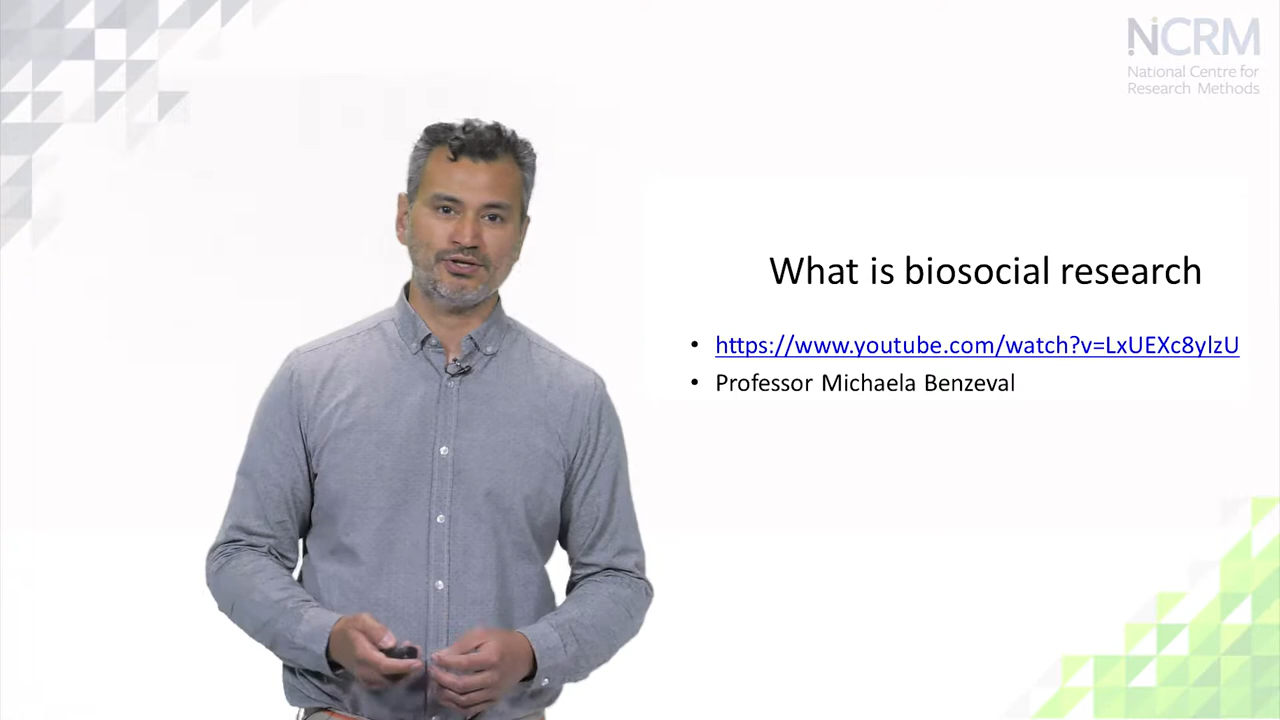 NCRM
National Centre for
Research Methods
What is biosocial research
• https://www.youtube.com/watch?v=LxUEXc8ylzU
• Professor Michaela Benzeval